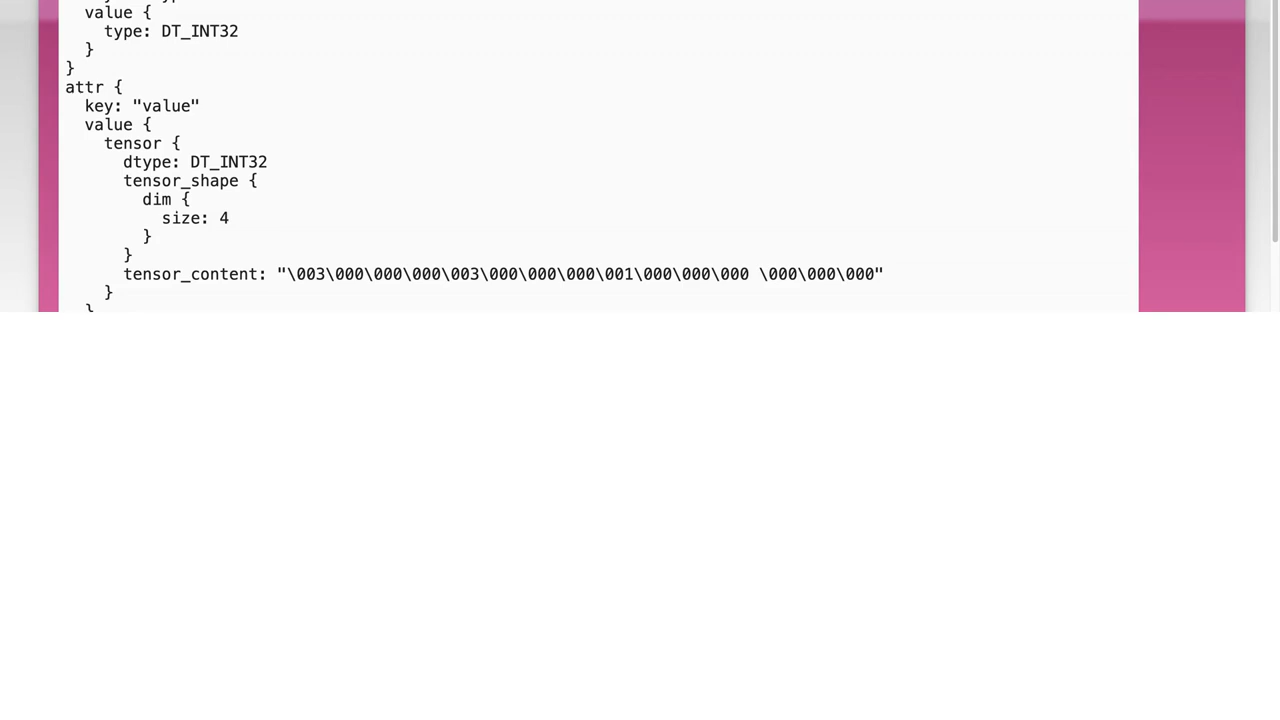 value {
type: DT_INT32
}
}
attr {
key: "value"
value {
tensor {
dtype: DT_INT32
tensor_shape {
dim {
size: 4
}
}
tensor_content: "\003\000\000\000\003\000\000\000\001\000\000\000 \000\000\000"
}
}